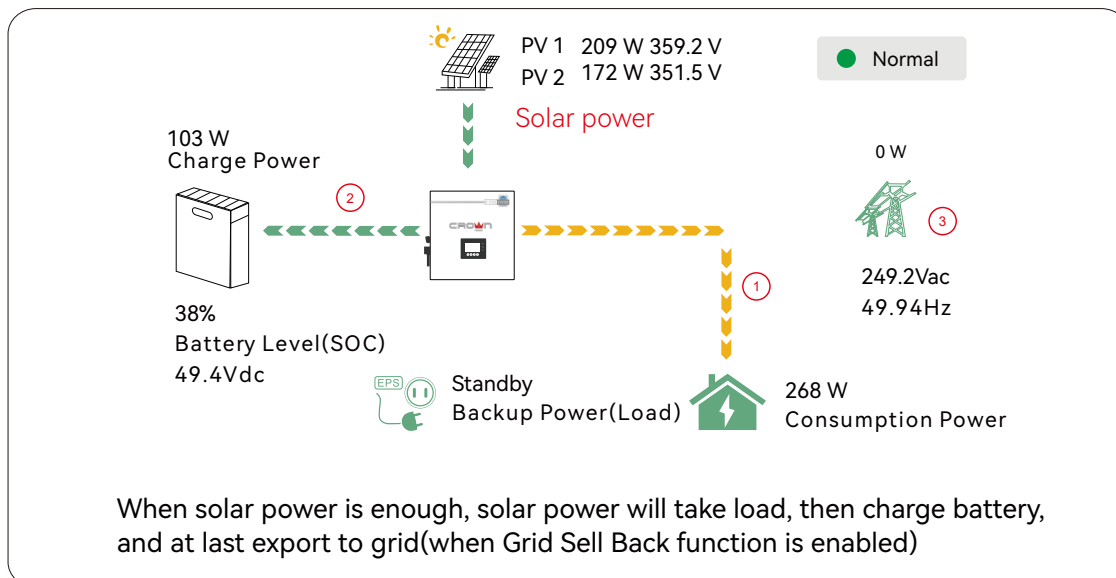 PV 1 209 W 359.2 V
PV 2 172 W 351.5 V
Normal
Solar power
103 W
Charge Power
0 W
2
CROWN
3
1
249.2Vac
49.94Hz
38%
Battery Level(SOC)
49.4Vdc
EPS
Standby
Backup Power(Load)
268 W
Consumption Power
When solar power is enough, solar power will take load, then charge battery,
and at last export to grid(when Grid Sell Back function is enabled)